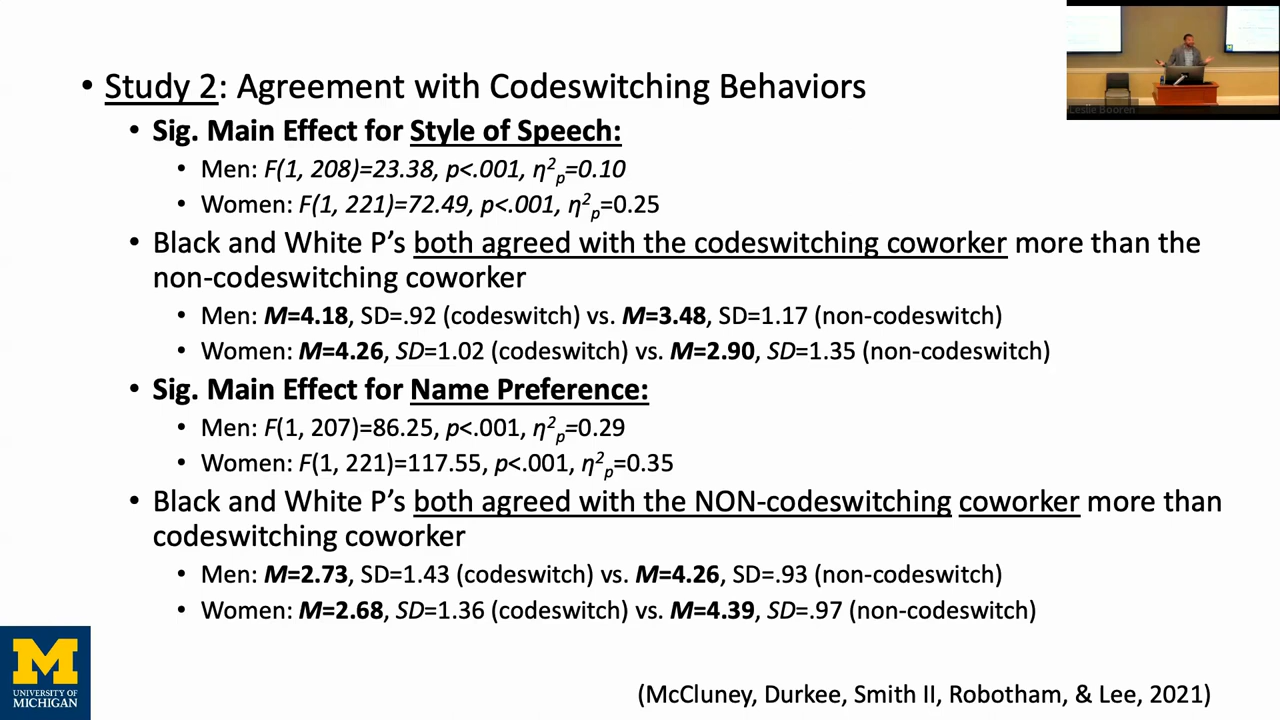 • Study 2: Agreement with Codeswitching Behaviors
• Sig. Main Effect for Style of Speech:
• Men: F(1, 208)=23.38, p<.001, η²p=0.10
• Women: F(1, 221)=72.49, p<.001, η²p=0.25
• Black and White P’s both agreed with the codeswitching coworker more than the
non-codeswitching coworker
• Men: M=4.18, SD=.92 (codeswitch) vs. M=3.48, SD=1.17 (non-codeswitch)
• Women: M=4.26, SD=1.02 (codeswitch) vs. M=2.90, SD=1.35 (non-codeswitch)
• Sig. Main Effect for Name Preference:
• Men: F(1, 207)=86.25, p<.001, η²p=0.29
• Women: F(1, 221)=117.55, p<.001, η²p=0.35
• Black and White P’s both agreed with the NON-codeswitching coworker more than
codeswitching coworker
• Men: M=2.73, SD=1.43 (codeswitch) vs. M=4.26, SD=.93 (non-codeswitch)
• Women: M=2.68, SD=1.36 (codeswitch) vs. M=4.39, SD=.97 (non-codeswitch)
(McCluney, Durkee, Smith II, Robotham, & Lee, 2021)
M
UNIVERSITY OF
MICHIGAN
Leslie Booren